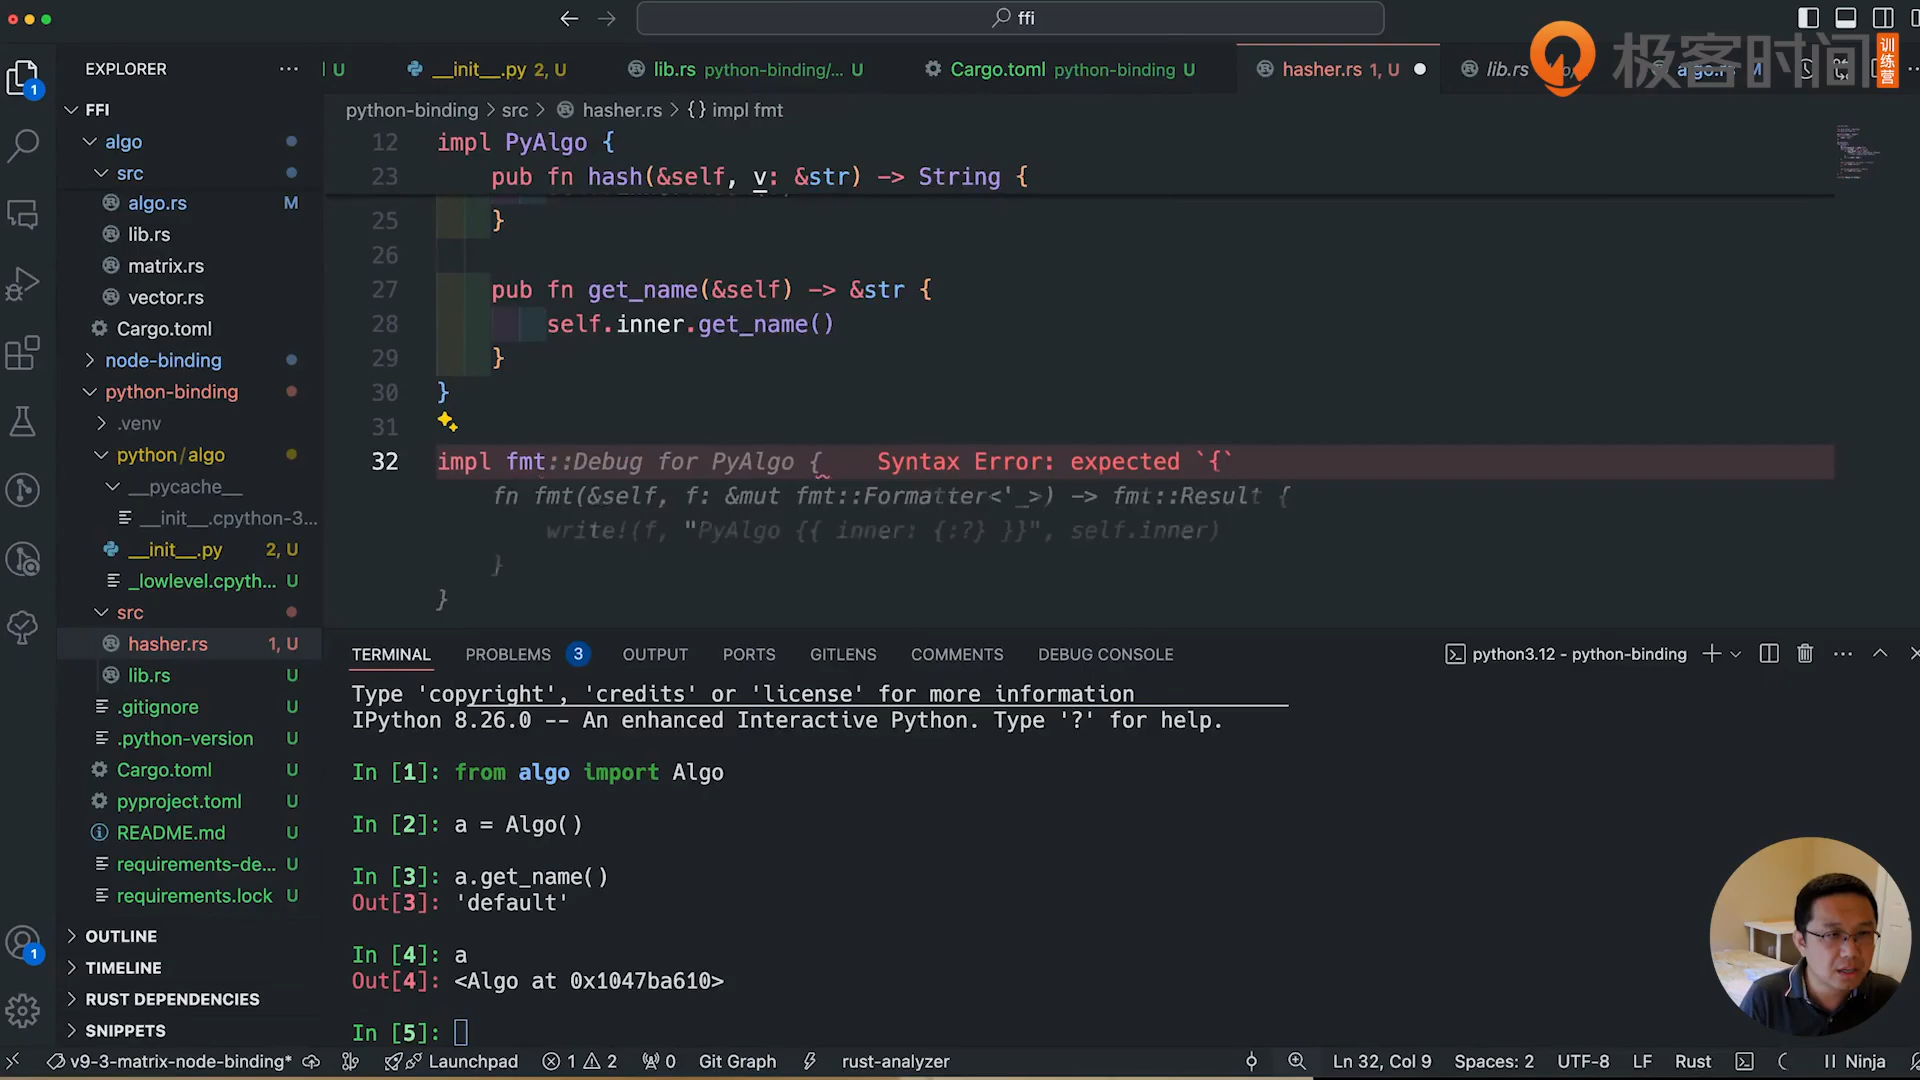 ffi
EXPLORER
U
__init__.py 2, U
lib.rs python-binding/... U
Cargo.toml python-binding U
hasher.rs 1, U
lib.rs
极客时间
训练营
FFI
algo
src
algo.rs M
lib.rs
matrix.rs
vector.rs
Cargo.toml
node-binding
python-binding
.venv
python/algo
__pycache__
__init__.cpython-3...
__init__.py 2, U
_lowlevel.cpyth... U
src
hasher.rs 1, U
lib.rs U
.gitignore U
.python-version U
Cargo.toml U
pyproject.toml U
README.md U
requirements-de... U
requirements.lock U
OUTLINE
TIMELINE
RUST DEPENDENCIES
SNIPPETS
python-binding > src > hasher.rs > {} impl fmt
12 impl PyAlgo {
23 pub fn hash(&self, v: &str) -> String {
25 }
26
27 pub fn get_name(&self) -> &str {
28 self.inner.get_name()
29 }
30 }
31
32 impl fmt::Debug for PyAlgo { Syntax Error: expected `{`
fn fmt(&self, f: &mut fmt::Formatter<'_>) -> fmt::Result {
write!(f, "PyAlgo {{ inner: {:?} }}", self.inner)
}
}
TERMINAL PROBLEMS 3 OUTPUT PORTS GITLENS COMMENTS DEBUG CONSOLE
python3.12 - python-binding
Type 'copyright', 'credits' or 'license' for more information
IPython 8.26.0 -- An enhanced Interactive Python. Type '?' for help.
In [1]: from algo import Algo
In [2]: a = Algo()
In [3]: a.get_name()
Out[3]: 'default'
In [4]: a
Out[4]: <Algo at 0x1047ba610>
In [5]:
1
1
v9-3-matrix-node-binding* Launchpad 1 2 0 Git Graph rust-analyzer Ln 32, Col 9 Spaces: 2 UTF-8 LF Rust Ninja